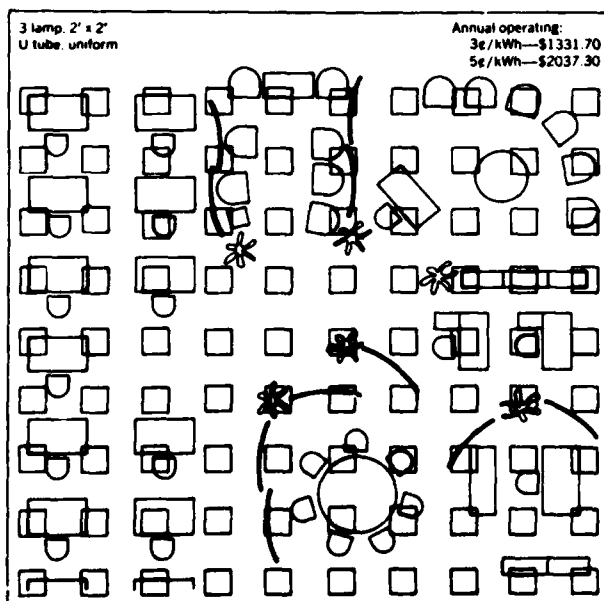 3 lamp, 2' x 2'
U tube, uniform
Annual operating:
3¢/kWh—$1331.70
5¢/kWh—$2037.30